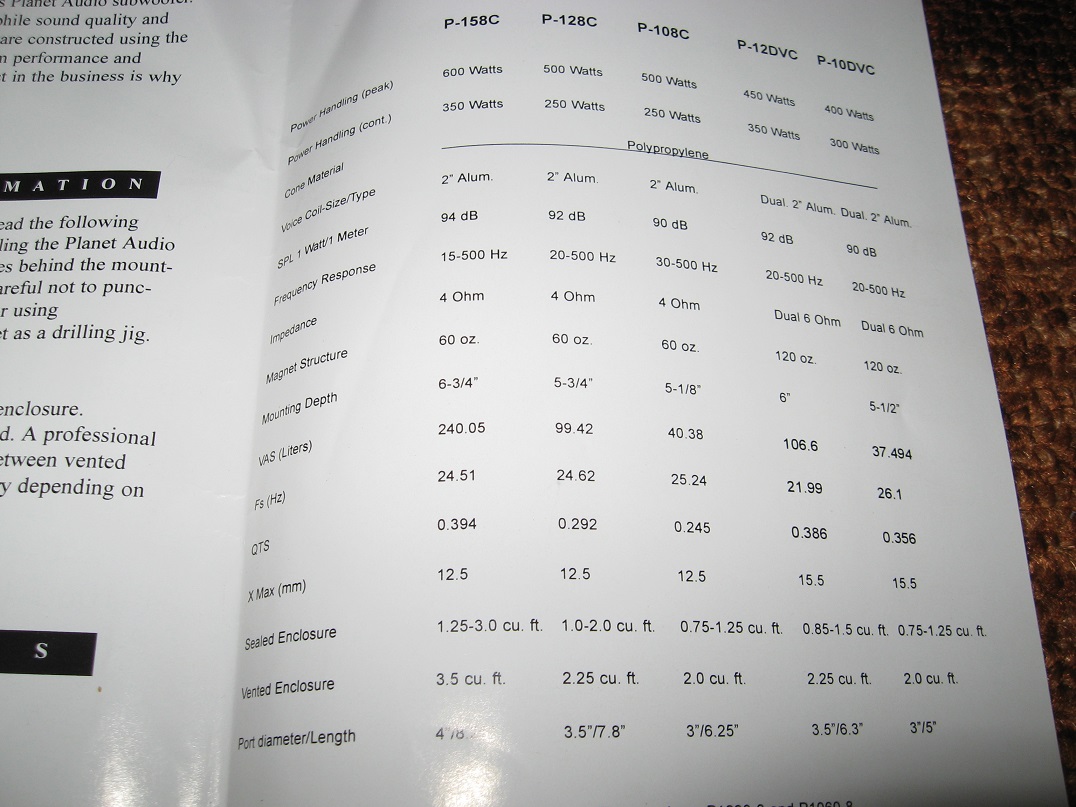 Planet Audio subwoofer.
while sound quality and
are constructed using the
performance and
in the business is why
MATION
ead the following
ling the Planet Audio
es behind the mount-
areful not to punc-
r using
et as a drilling jig.
enclosure.
d. A professional
etween vented
y depending on
S
P-158C P-128C P-108C P-12DVC P-10DVC
Power Handling (peak) 600 Watts 500 Watts 500 Watts 450 Watts 400 Watts
Power Handling (cont.) 350 Watts 250 Watts 250 Watts 350 Watts 300 Watts
Cone Material Polypropylene
Voice Coil-Size/Type 2" Alum. 2" Alum. 2" Alum. Dual. 2" Alum. Dual. 2" Alum.
SPL 1 Watt/1 Meter 94 dB 92 dB 90 dB 92 dB 90 dB
Frequency Response 15-500 Hz 20-500 Hz 30-500 Hz 20-500 Hz 20-500 Hz
Impedance 4 Ohm 4 Ohm 4 Ohm Dual 6 Ohm Dual 6 Ohm
Magnet Structure 60 oz. 60 oz. 60 oz. 120 oz. 120 oz.
Mounting Depth 6-3/4" 5-3/4" 5-1/8" 6" 5-1/2"
VAS (Liters) 240.05 99.42 40.38 106.6 37.494
Fs (Hz) 24.51 24.62 25.24 21.99 26.1
QTS 0.394 0.292 0.245 0.386 0.356
X Max (mm) 12.5 12.5 12.5 15.5 15.5
Sealed Enclosure 1.25-3.0 cu. ft. 1.0-2.0 cu. ft. 0.75-1.25 cu. ft. 0.85-1.5 cu. ft. 0.75-1.25 cu. ft.
Vented Enclosure 3.5 cu. ft. 2.25 cu. ft. 2.0 cu. ft. 2.25 cu. ft. 2.0 cu. ft.
Port diameter/Length 3.5"/7.8" 3"/6.25" 3.5"/6.3" 3"/5"